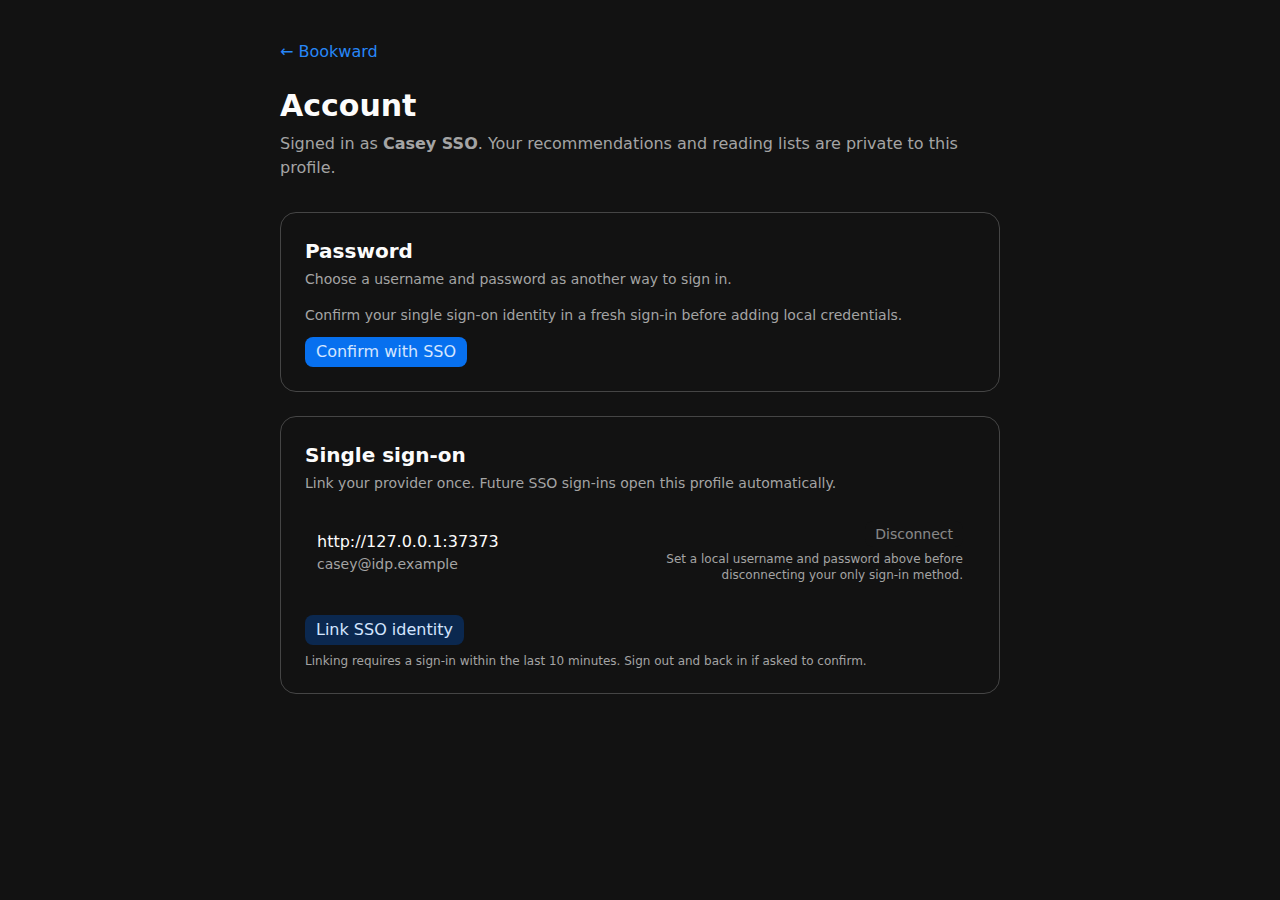 ← Bookward
Account
Signed in as Casey SSO. Your recommendations and reading lists are private to this
profile.
Password
Choose a username and password as another way to sign in.
Confirm your single sign-on identity in a fresh sign-in before adding local credentials.
Confirm with SSO
Single sign-on
Link your provider once. Future SSO sign-ins open this profile automatically.
http://127.0.0.1:37373
casey@idp.example
Disconnect
Set a local username and password above before
disconnecting your only sign-in method.
Link SSO identity
Linking requires a sign-in within the last 10 minutes. Sign out and back in if asked to confirm.